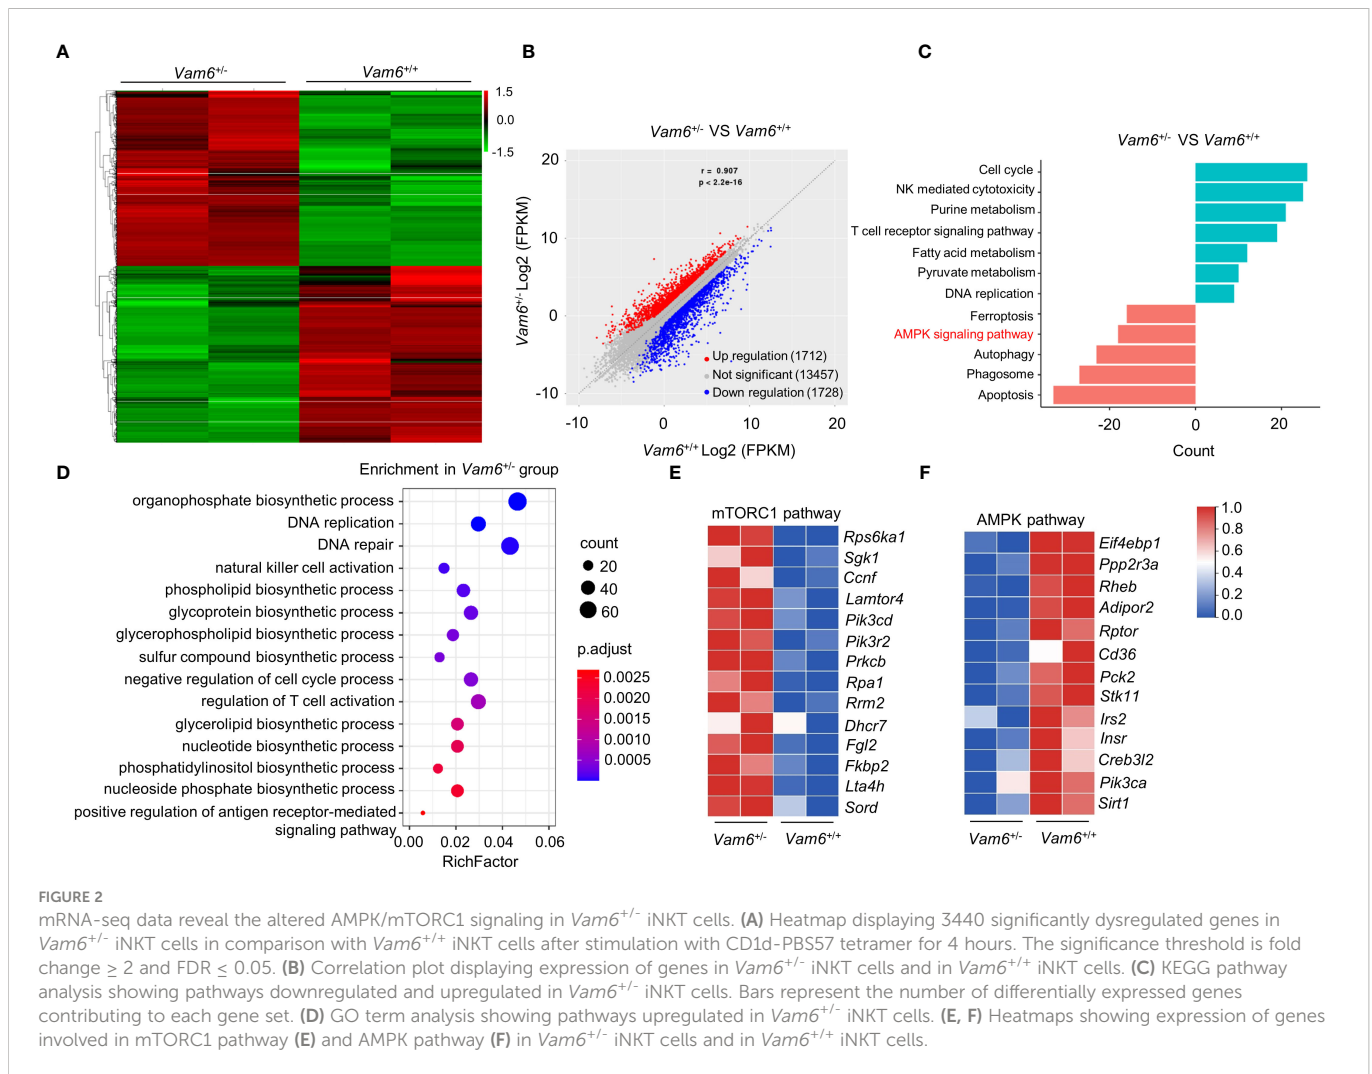 A
Vam6+/-
Vam6+/+
1.5
0.0
-1.5
B
Vam6+/- VS Vam6+/+
r = 0.907
p < 2.2e-16
Vam6+/- Log2 (FPKM)
20
10
0
-10
Up regulation (1712)
Not significant (13457)
Down regulation (1728)
-10
0
10
20
Vam6+/+ Log2 (FPKM)
C
Vam6+/- VS Vam6+/+
Cell cycle
NK mediated cytotoxicity
Purine metabolism
T cell receptor signaling pathway
Fatty acid metabolism
Pyruvate metabolism
DNA replication
Ferroptosis
AMPK signaling pathway
Autophagy
Phagosome
Apoptosis
-20
0
20
Count
D
Enrichment in Vam6+/- group
organophosphate biosynthetic process
DNA replication
DNA repair
natural killer cell activation
phospholipid biosynthetic process
glycoprotein biosynthetic process
glycerophospholipid biosynthetic process
sulfur compound biosynthetic process
negative regulation of cell cycle process
regulation of T cell activation
glycerolipid biosynthetic process
nucleotide biosynthetic process
phosphatidylinositol biosynthetic process
nucleoside phosphate biosynthetic process
positive regulation of antigen receptor-mediated
signaling pathway
0.00
0.02
0.04
0.06
RichFactor
count
20
40
60
p.adjust
0.0025
0.0020
0.0015
0.0010
0.0005
E
mTORC1 pathway
Rps6ka1
Sgk1
Ccnf
Lamtor4
Pik3cd
Pik3r2
Prkcb
Rpa1
Rrm2
Dhcr7
Fgl2
Fkbp2
Lta4h
Sord
Vam6+/-
Vam6+/+
F
AMPK pathway
Eif4ebp1
Ppp2r3a
Rheb
Adipor2
Rptor
Cd36
Pck2
Stk11
Irs2
Insr
Creb3l2
Pik3ca
Sirt1
Vam6+/-
Vam6+/+
1.0
0.8
0.6
0.4
0.2
0.0
FIGURE 2
mRNA-seq data reveal the altered AMPK/mTORC1 signaling in Vam6+/- iNKT cells. (A) Heatmap displaying 3440 significantly dysregulated genes in
Vam6+/- iNKT cells in comparison with Vam6+/+ iNKT cells after stimulation with CD1d-PBS57 tetramer for 4 hours. The significance threshold is fold
change ≥ 2 and FDR ≤ 0.05. (B) Correlation plot displaying expression of genes in Vam6+/- iNKT cells and in Vam6+/+ iNKT cells. (C) KEGG pathway
analysis showing pathways downregulated and upregulated in Vam6+/- iNKT cells. Bars represent the number of differentially expressed genes
contributing to each gene set. (D) GO term analysis showing pathways upregulated in Vam6+/- iNKT cells. (E, F) Heatmaps showing expression of genes
involved in mTORC1 pathway (E) and AMPK pathway (F) in Vam6+/- iNKT cells and in Vam6+/+ iNKT cells.